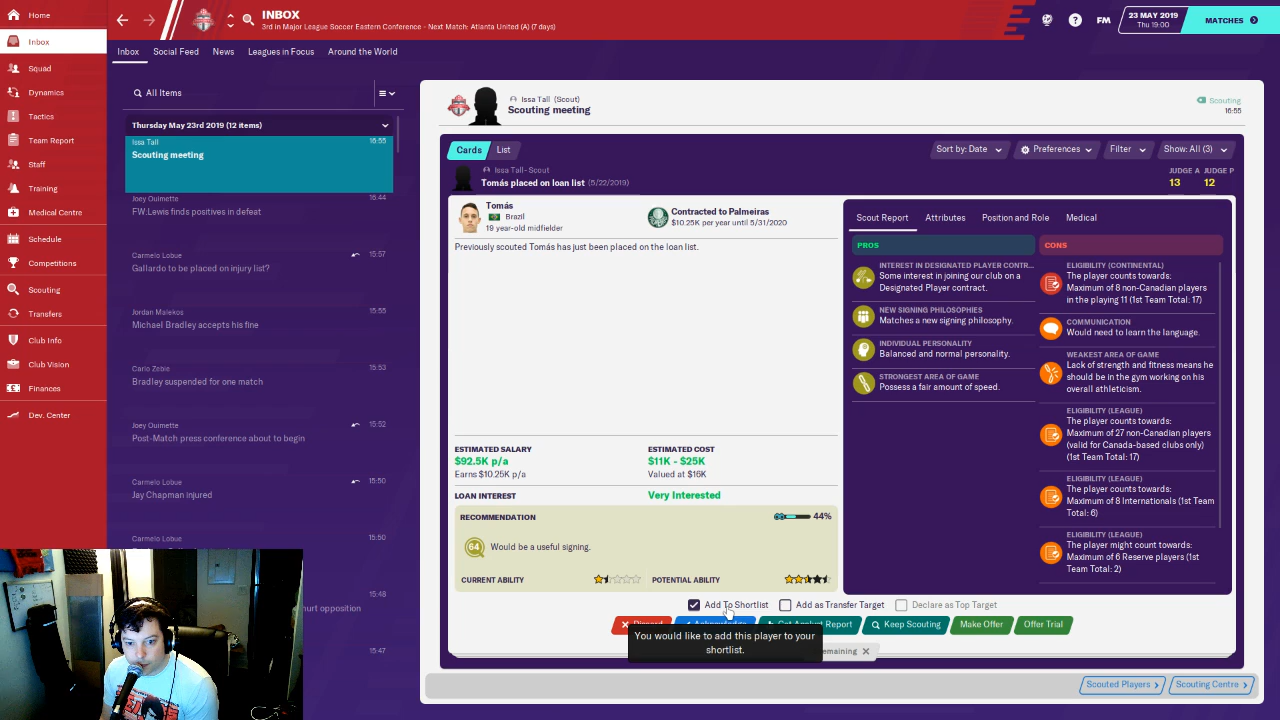 Home
Inbox
Squad
Dynamics
Tactics
Team Report
Staff
Training
Medical Centre
Schedule
Competitions
Scouting
Transfers
Club Info
Club Vision
Finances
Dev. Center
INBOX
3rd in Major League Soccer Eastern Conference - Next Match: Atlanta United (A) (7 days)
?
FM
23 MAY 2019
Thu 19:00
MATCHES
Inbox Social Feed News Leagues in Focus Around the World
All Items
Thursday May 23rd 2019 (12 items)
Issa Tall 16:55
Scouting meeting
Joey Ouimette 16:44
FW:Lewis finds positives in defeat
Carmelo Lobue 15:57
Gallardo to be placed on injury list?
Jordan Malekos 15:55
Michael Bradley accepts his fine
Carlo Zebie 15:53
Bradley suspended for one match
Joey Ouimette 15:52
Post-Match press conference about to begin
Carmelo Lobue 15:50
Jay Chapman injured
Carmelo Lobue 15:50
15:48
hurt opposition
15:47
Issa Tall (Scout)
Scouting meeting
Scouting
16:55
Cards List
Sort by: Date Preferences Filter Show: All (3)
Issa Tall - Scout
Tomás placed on loan list (5/22/2019)
JUDGE A JUDGE P
13 12
Tomás
Brazil
19 year-old midfielder
Contracted to Palmeiras
$10.25K per year until 5/31/2020
Previously scouted Tomás has just been placed on the loan list.
ESTIMATED SALARY
$92.5K p/a
Earns $10.25K p/a
ESTIMATED COST
$11K - $25K
Valued at $16K
LOAN INTEREST Very Interested
RECOMMENDATION 44%
64 Would be a useful signing.
CURRENT ABILITY POTENTIAL ABILITY
Scout Report Attributes Position and Role Medical
PROS
INTEREST IN DESIGNATED PLAYER CONTR...
Some interest in joining our club on a
Designated Player contract.
NEW SIGNING PHILOSOPHIES
Matches a new signing philosophy.
INDIVIDUAL PERSONALITY
Balanced and normal personality.
STRONGEST AREA OF GAME
Possess a fair amount of speed.
CONS
ELIGIBILITY (CONTINENTAL)
The player counts towards:
Maximum of 8 non-Canadian players
in the playing 11 (1st Team Total: 17)
COMMUNICATION
Would need to learn the language.
WEAKEST AREA OF GAME
Lack of strength and fitness means he
should be in the gym working on his
overall athleticism.
ELIGIBILITY (LEAGUE)
The player counts towards:
Maximum of 27 non-Canadian players
(valid for Canada-based clubs only)
(1st Team Total: 17)
ELIGIBILITY (LEAGUE)
The player counts towards:
Maximum of 8 Internationals (1st Team
Total: 6)
ELIGIBILITY (LEAGUE)
The player might count towards:
Maximum of 6 Reserve players (1st
Team Total: 2)
Add To Shortlist Add as Transfer Target Declare as Top Target
Discard Acknowledge Get Analyst Report Keep Scouting Make Offer Offer Trial
You would like to add this player to your
shortlist.
remaining
Scouted Players Scouting Centre